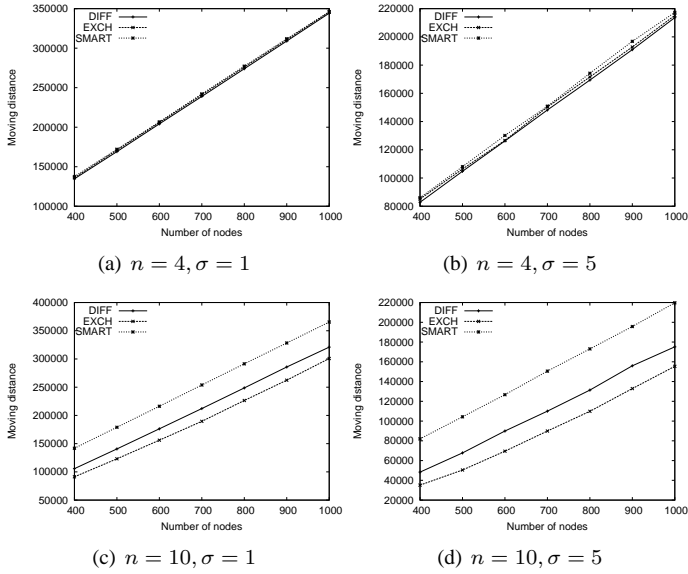 350000
300000
250000
200000
150000
100000
400 500 600 700 800 900 1000
Moving distance
Number of nodes
DIFF
EXCH
SMART
(a) n = 4, σ = 1
220000
200000
180000
160000
140000
120000
100000
80000
400 500 600 700 800 900 1000
Moving distance
Number of nodes
DIFF
EXCH
SMART
(b) n = 4, σ = 5
400000
350000
300000
250000
200000
150000
100000
50000
400 500 600 700 800 900 1000
Moving distance
Number of nodes
DIFF
EXCH
SMART
(c) n = 10, σ = 1
220000
200000
180000
160000
140000
120000
100000
80000
60000
40000
20000
400 500 600 700 800 900 1000
Moving distance
Number of nodes
DIFF
EXCH
SMART
(d) n = 10, σ = 5